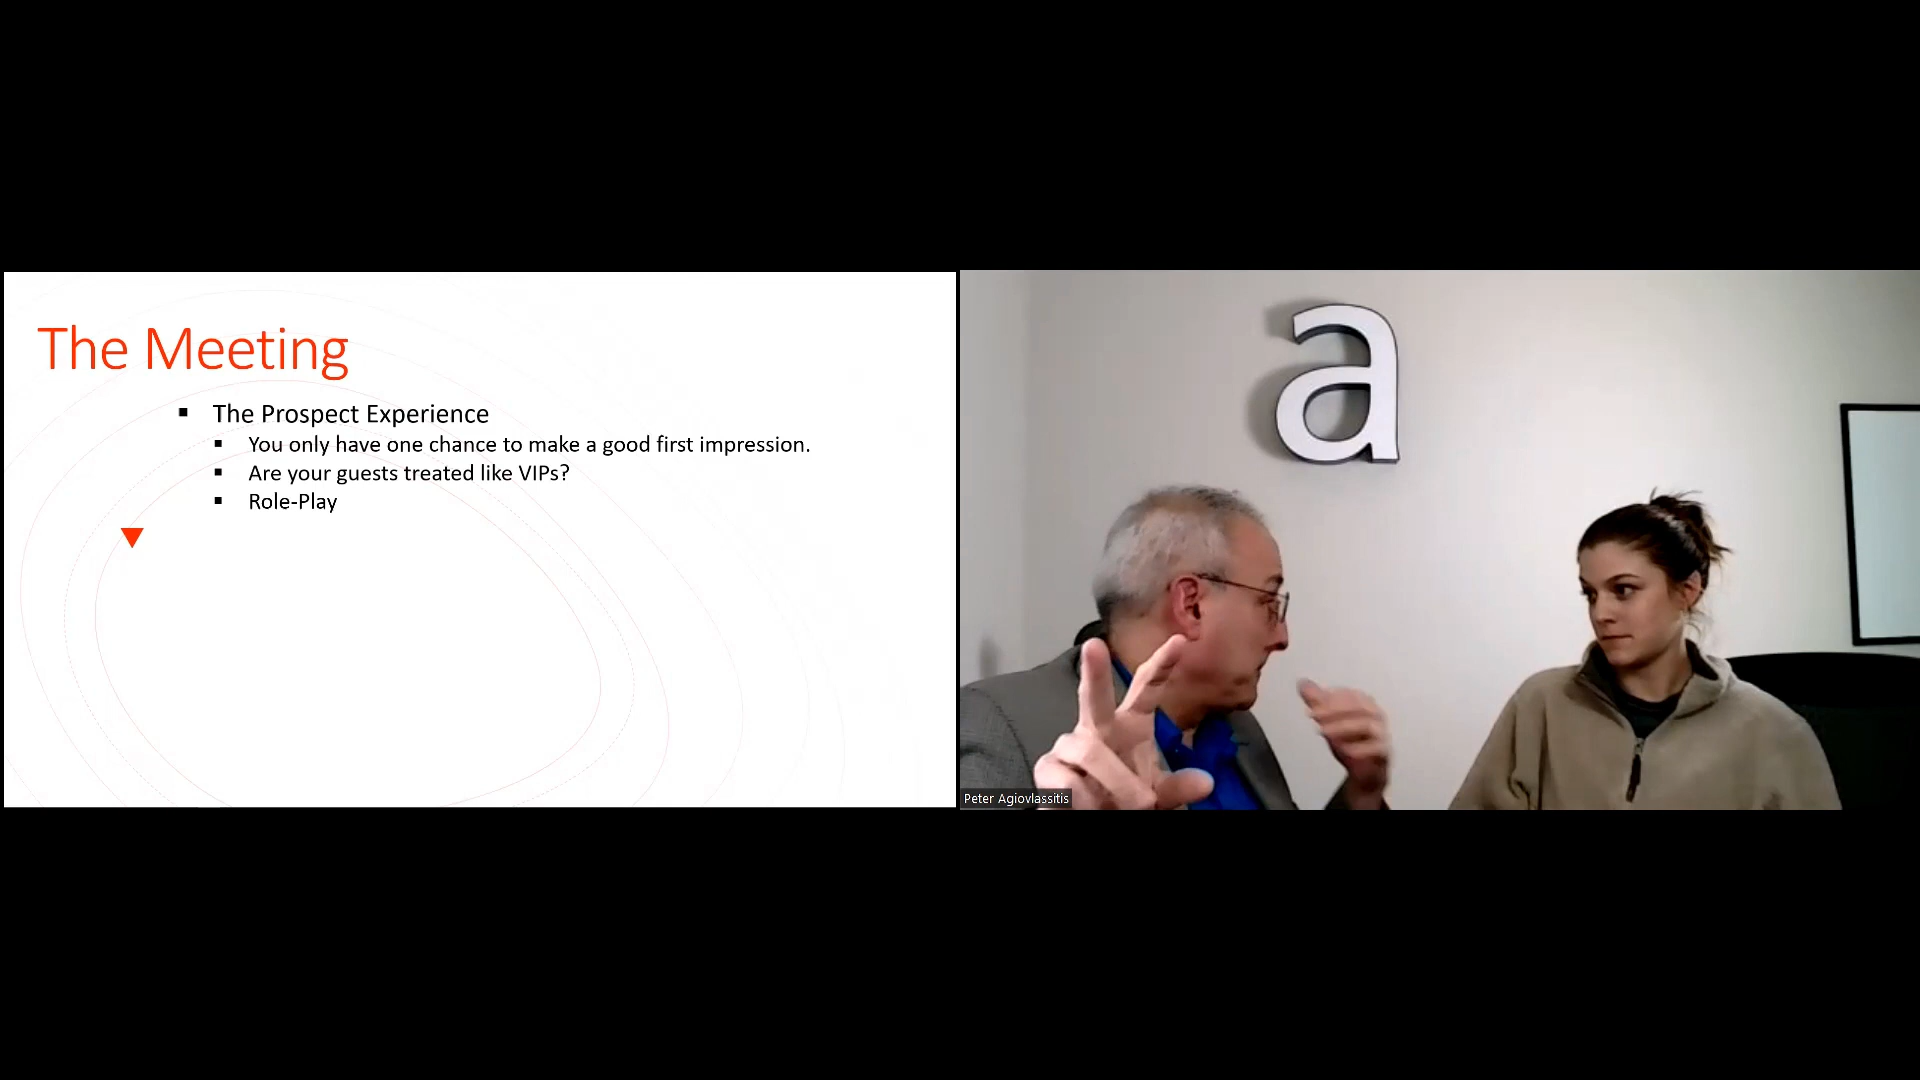 The Meeting
The Prospect Experience
You only have one chance to make a good first impression.
Are your guests treated like VIPs?
Role-Play
a
Peter Agiovlassitis